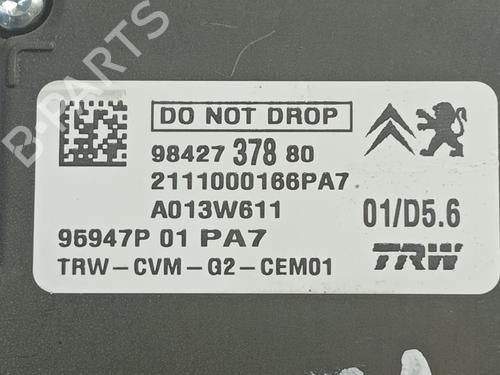 DO NOT DROP
98427 378 80
2111000166PA7
A013W611
01/D5.6
95947P 01 PA7
TRW-CVM-G2-CEM01
TRW
B-PARTS